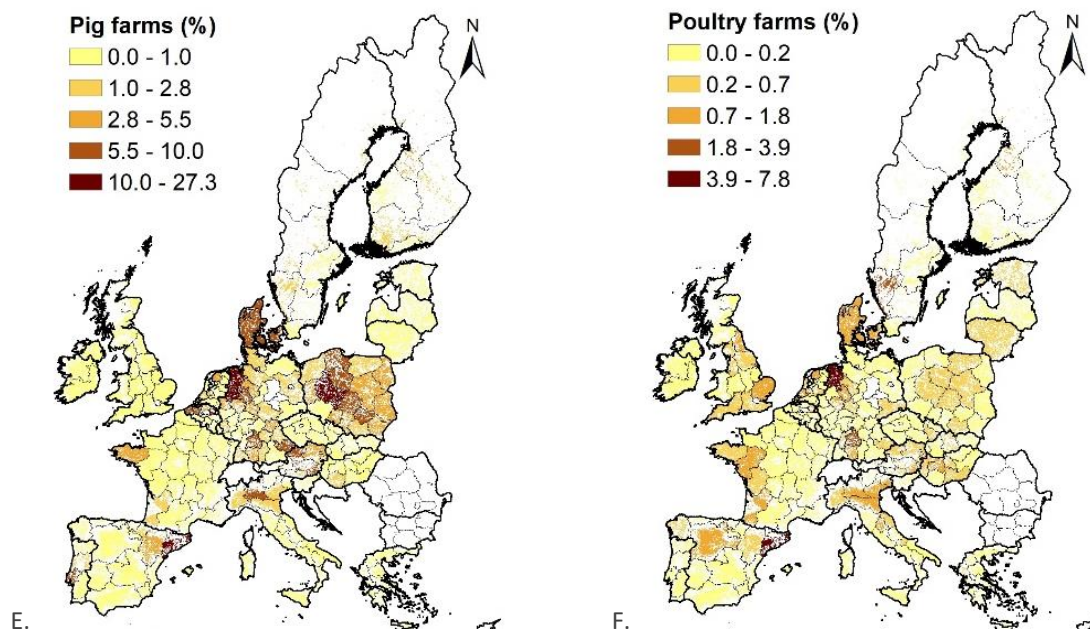 Pig farms (%)
0.0 - 1.0
1.0 - 2.8
2.8 - 5.5
5.5 - 10.0
10.0 - 27.3
N
E.
Poultry farms (%)
0.0 - 0.2
0.2 - 0.7
0.7 - 1.8
1.8 - 3.9
3.9 - 7.8
N
F.